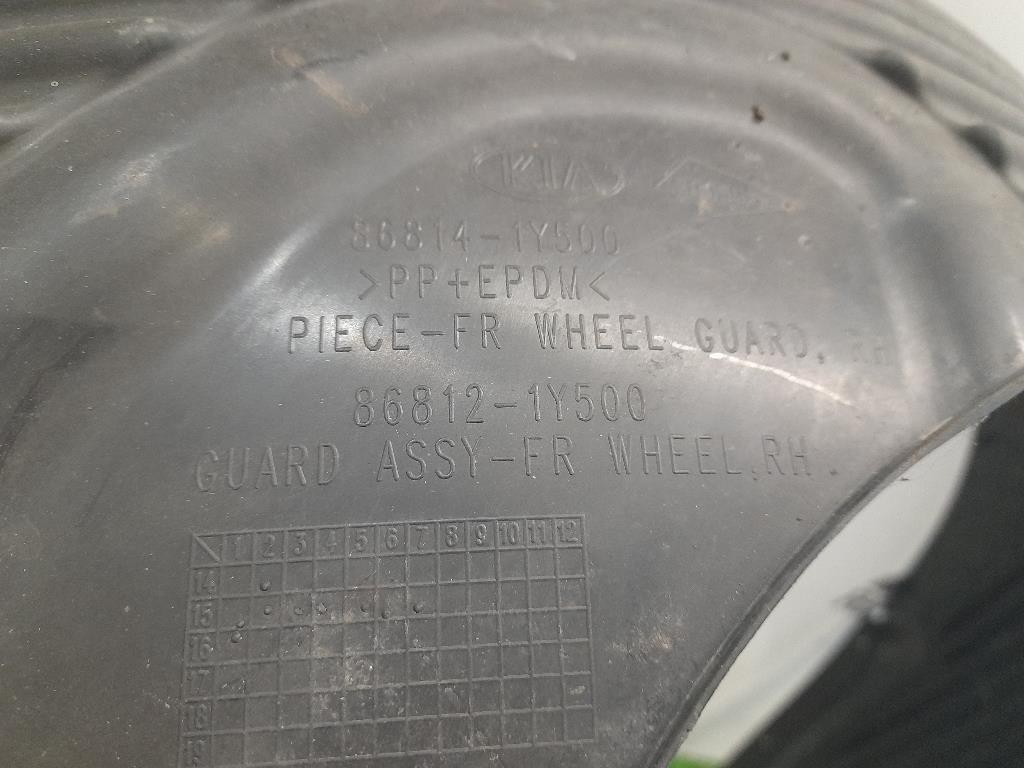 KIA
86814-1Y500
>PP+EPDM<
PIECE-FR WHEEL GUARD, RH
86812-1Y500
GUARD ASSY-FR WHEEL,RH
1 2 3 4 5 6 7 8 9 10 11 12
14
15
16
17
18
19